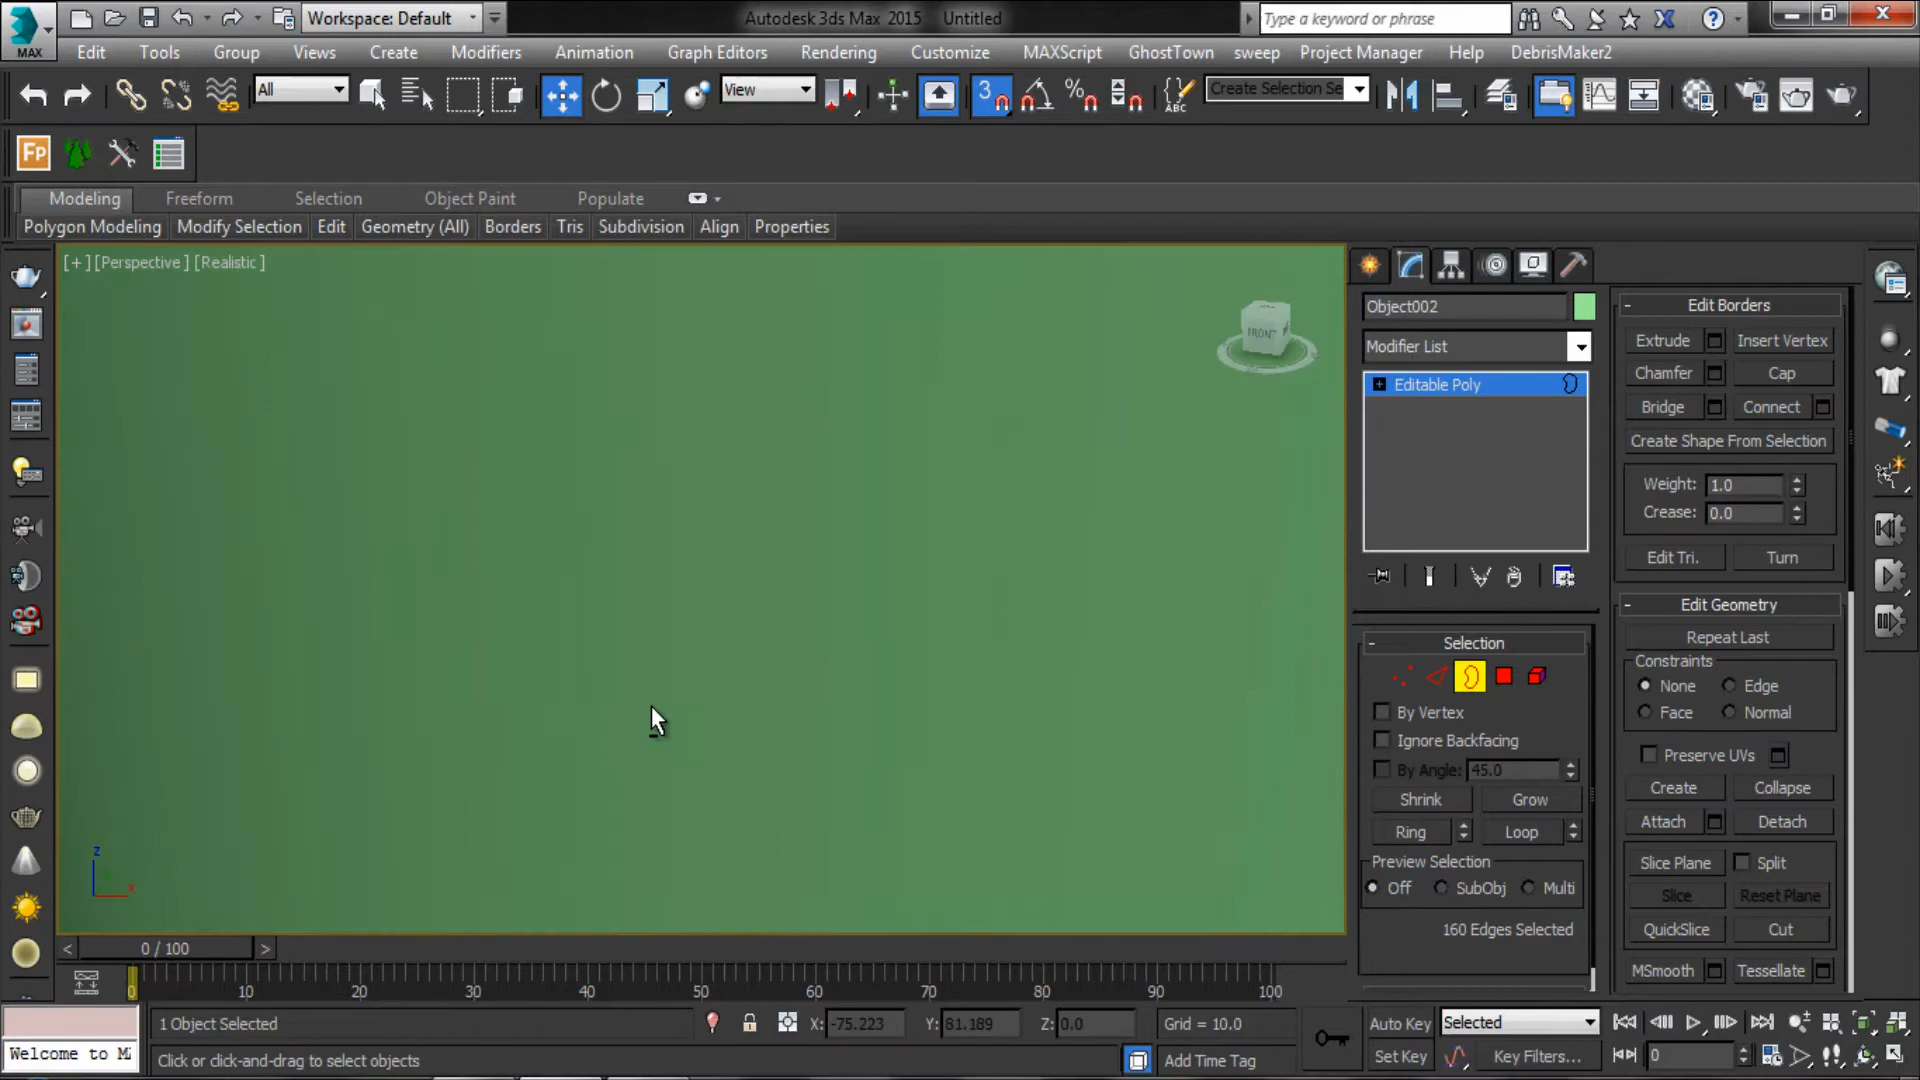 Workspace: Default
Autodesk 3ds Max 2015 Untitled
Type a keyword or phrase
MAX
Edit Tools Group Views Create Modifiers Animation Graph Editors Rendering Customize MAXScript GhostTown sweep Project Manager Help DebrisMaker2
All
View
3
ABC
Create Selection Se
Fp
Modeling Freeform Selection Object Paint Populate
Polygon Modeling Modify Selection Edit Geometry (All) Borders Tris Subdivision Align Properties
[+] [Perspective] [Realistic]
FRONT
Object002
Modifier List
Editable Poly
Selection
By Vertex
Ignore Backfacing
By Angle: 45.0
Shrink Grow
Ring Loop
Preview Selection
Off SubObj Multi
160 Edges Selected
Edit Borders
Extrude Insert Vertex
Chamfer Cap
Bridge Connect
Create Shape From Selection
Weight: 1.0
Crease: 0.0
Edit Tri. Turn
Edit Geometry
Repeat Last
Constraints
None Edge
Face Normal
Preserve UVs
Create Collapse
Attach Detach
Slice Plane Split
Slice Reset Plane
QuickSlice Cut
MSmooth Tessellate
z
x
< 0 / 100 >
0 10 20 30 40 50 60 70 80 90 100
1 Object Selected X: -75.223 Y: 81.189 Z: 0.0 Grid = 10.0 Auto Key Selected
Welcome to M
Click or click-and-drag to select objects Add Time Tag Set Key Key Filters... 0